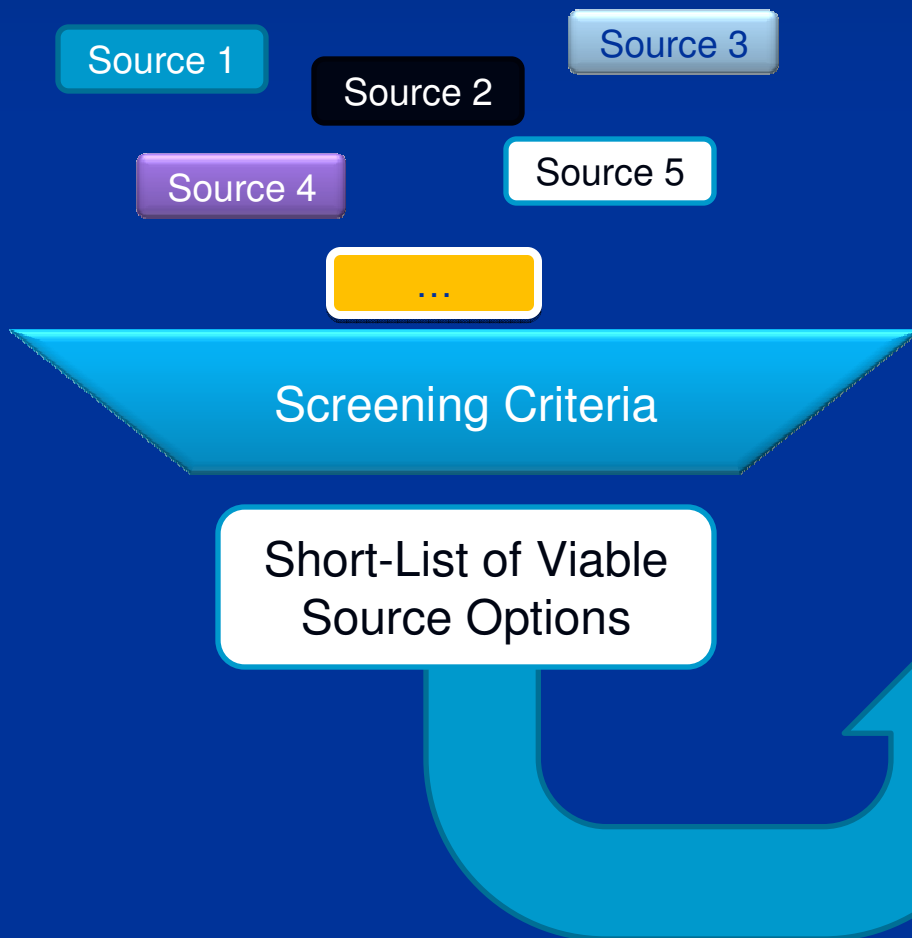 Source 1
Source 2
Source 3
Source 4
Source 5
...
Screening Criteria
Short-List of Viable
Source Options